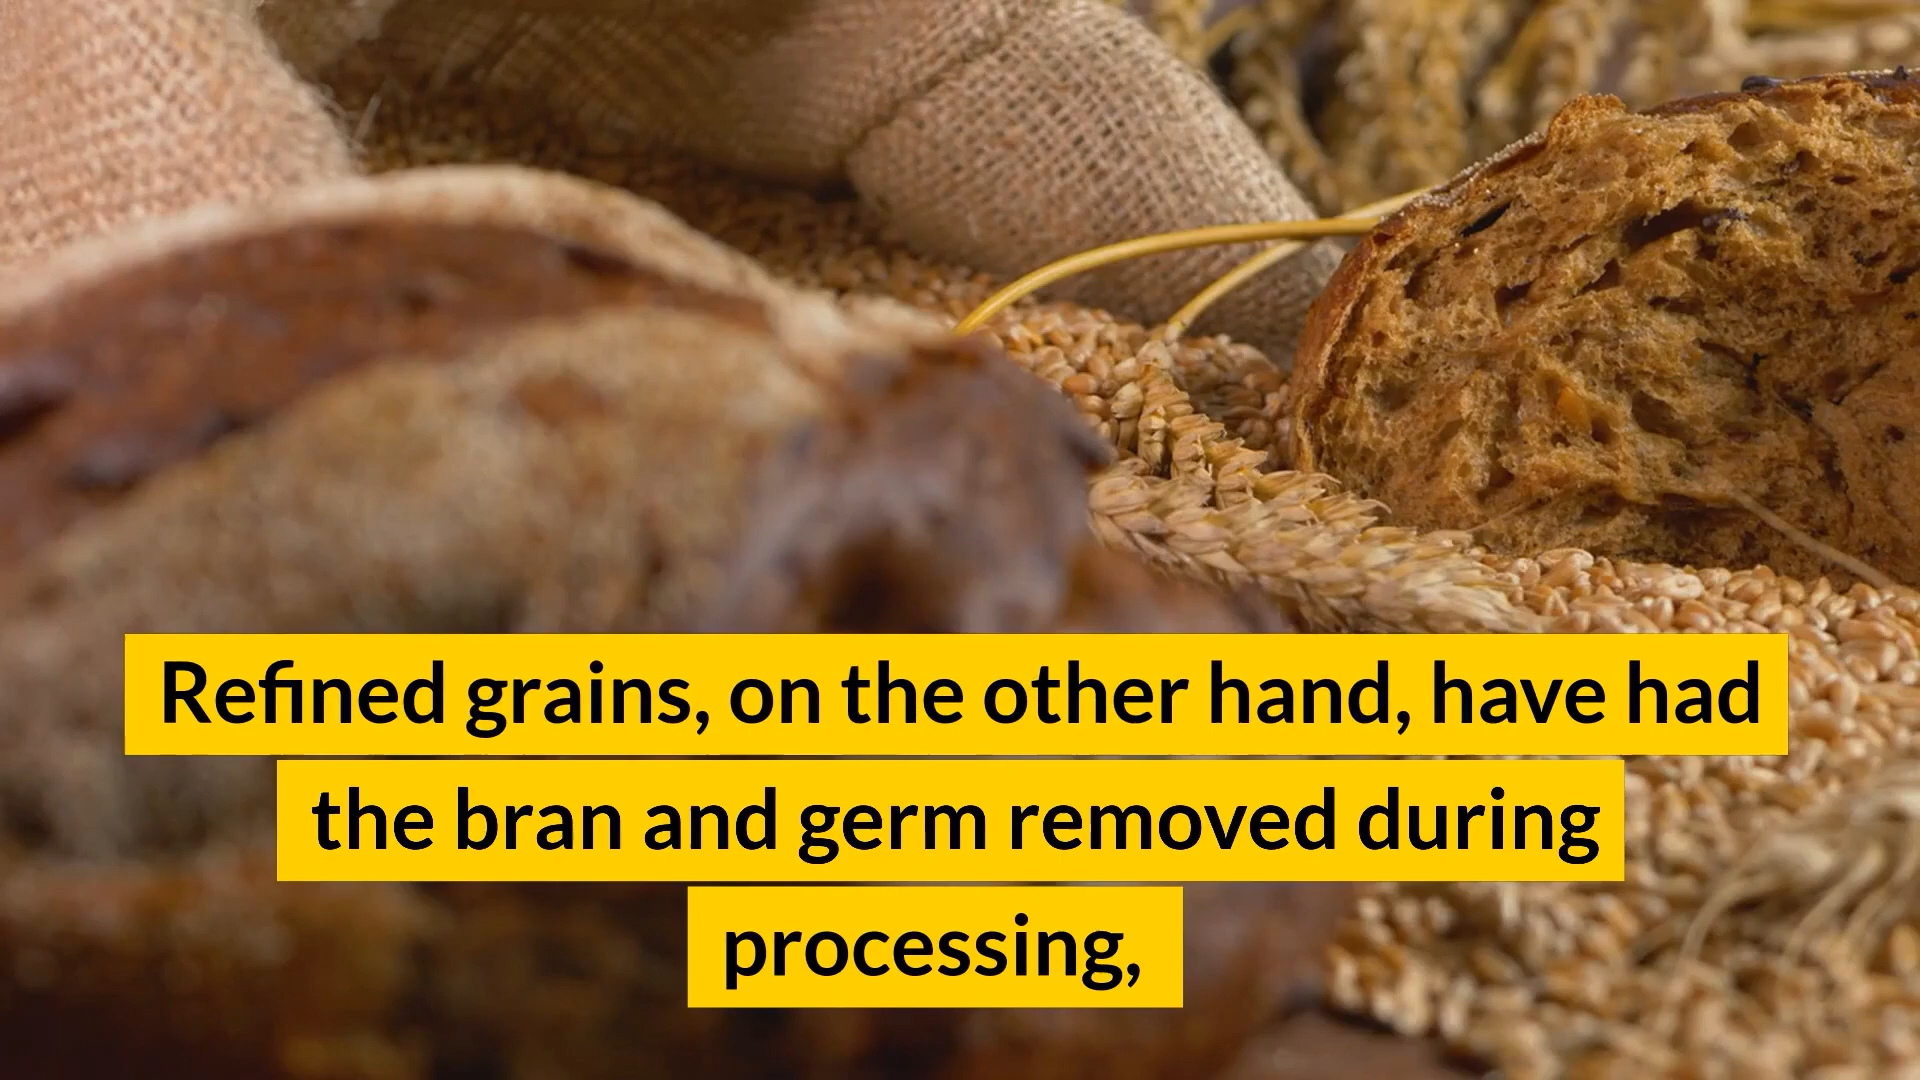 Refined grains, on the other hand, have had
the bran and germ removed during
processing,